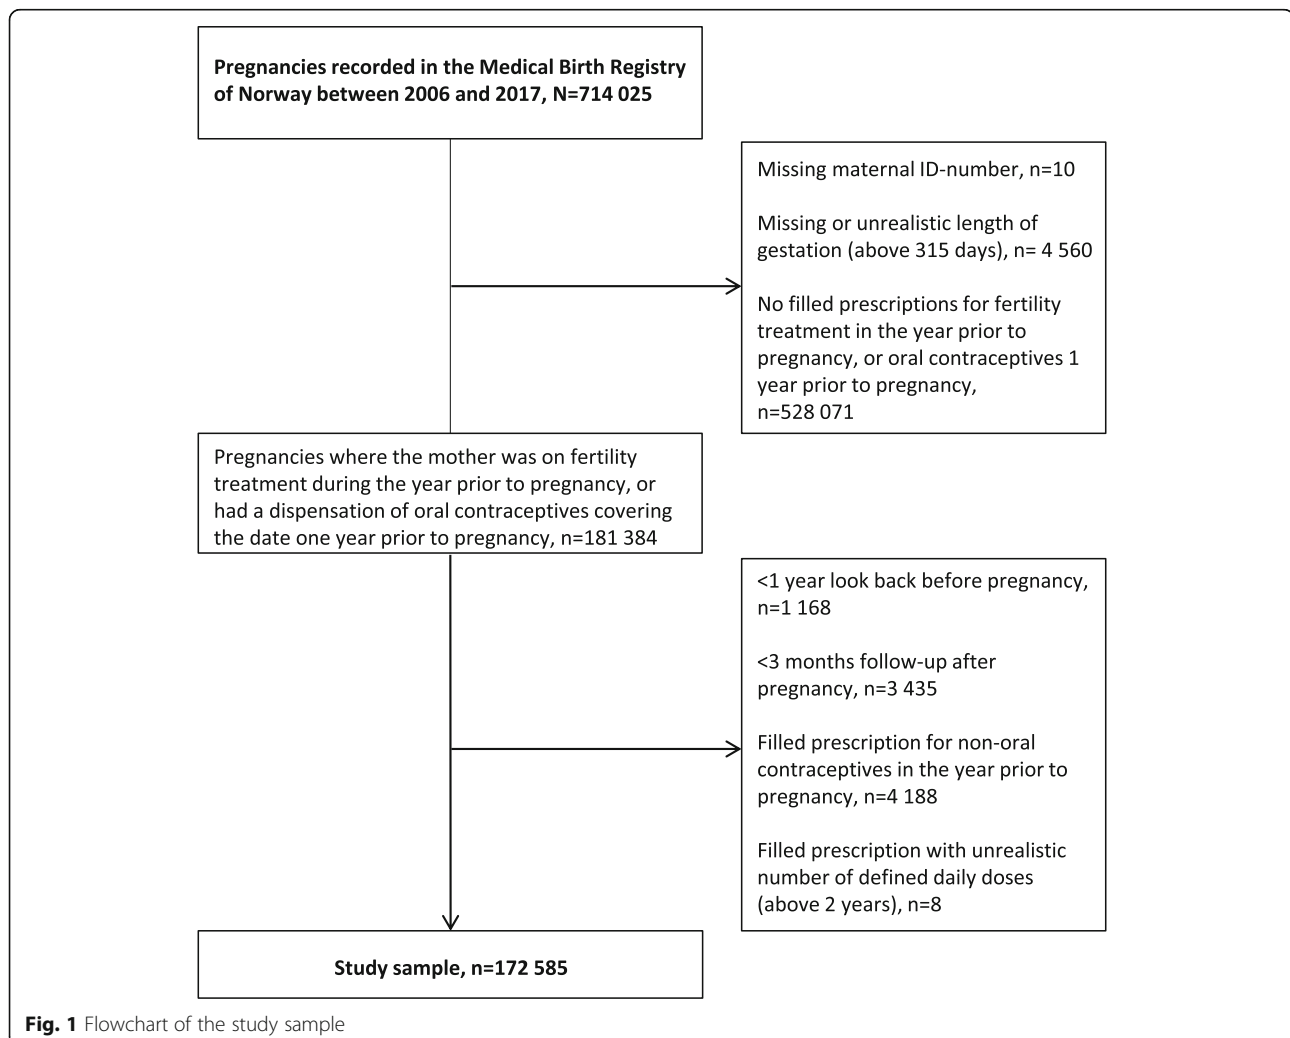 Pregnancies recorded in the Medical Birth Registry
of Norway between 2006 and 2017, N=714 025
Missing maternal ID-number, n=10
Missing or unrealistic length of
gestation (above 315 days), n= 4 560
No filled prescriptions for fertility
treatment in the year prior to
pregnancy, or oral contraceptives 1
year prior to pregnancy,
n=528 071
Pregnancies where the mother was on fertility
treatment during the year prior to pregnancy, or
had a dispensation of oral contraceptives covering
the date one year prior to pregnancy, n=181 384
<1 year look back before pregnancy,
n=1 168
<3 months follow-up after
pregnancy, n=3 435
Filled prescription for non-oral
contraceptives in the year prior to
pregnancy, n=4 188
Filled prescription with unrealistic
number of defined daily doses
(above 2 years), n=8
Study sample, n=172 585
Fig. 1 Flowchart of the study sample